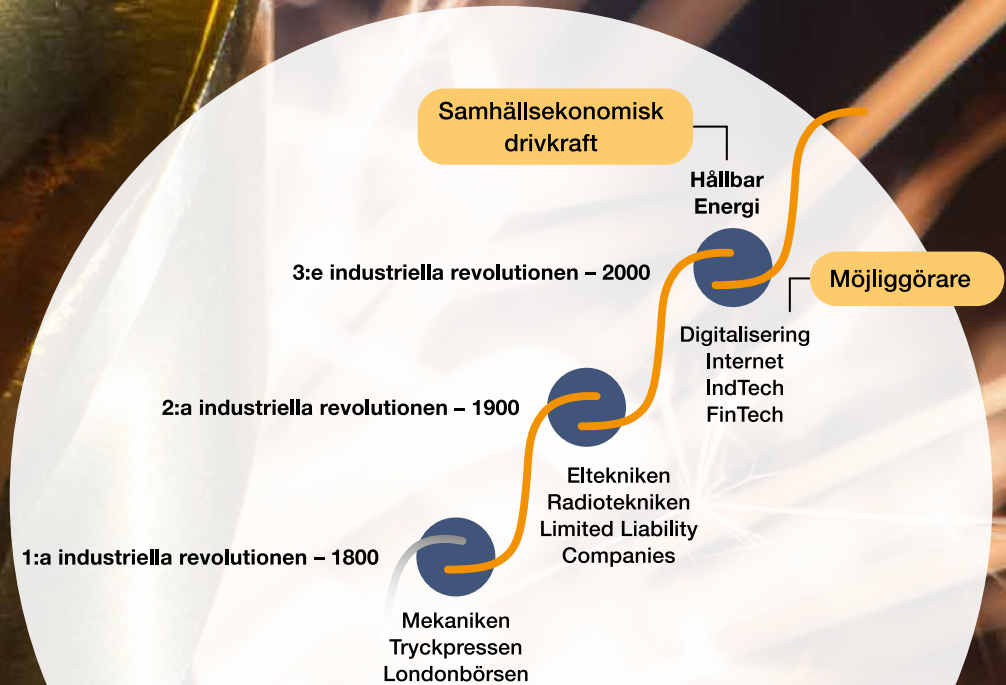 Samhällsekonomisk
drivkraft
Hållbar
Energi
3:e industriella revolutionen – 2000
Möjliggörare
Digitalisering
Internet
IndTech
FinTech
2:a industriella revolutionen – 1900
Eltekniken
Radiotekniken
Limited Liability
Companies
1:a industriella revolutionen – 1800
Mekaniken
Tryckpressen
Londonbörsen